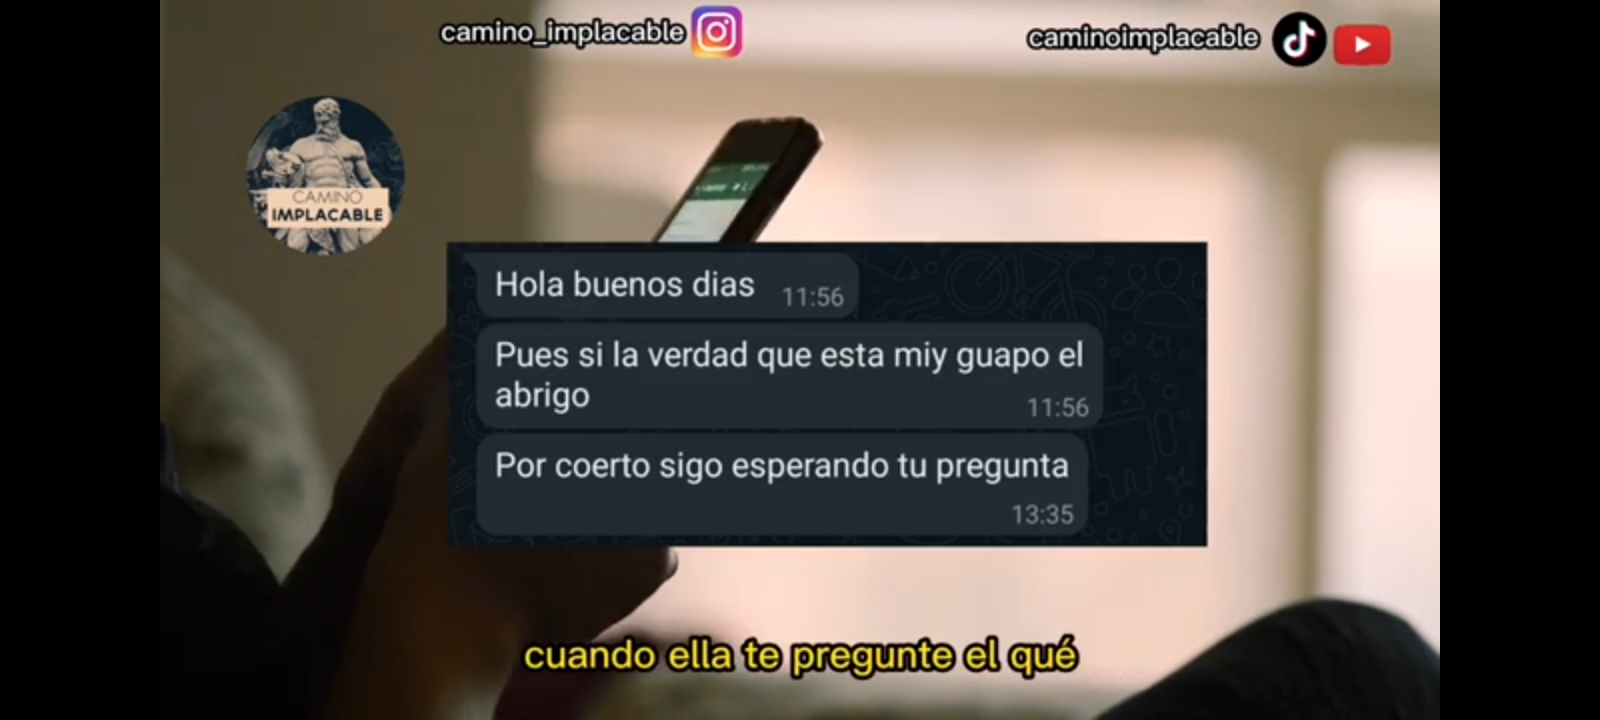 camino_implacable
caminoimplacable
CAMINO
IMPLACABLE
Hola buenos dias 11:56
Pues si la verdad que esta miy guapo el
abrigo 11:56
Por coerto sigo esperando tu pregunta
13:35
cuando ella te pregunte el qué